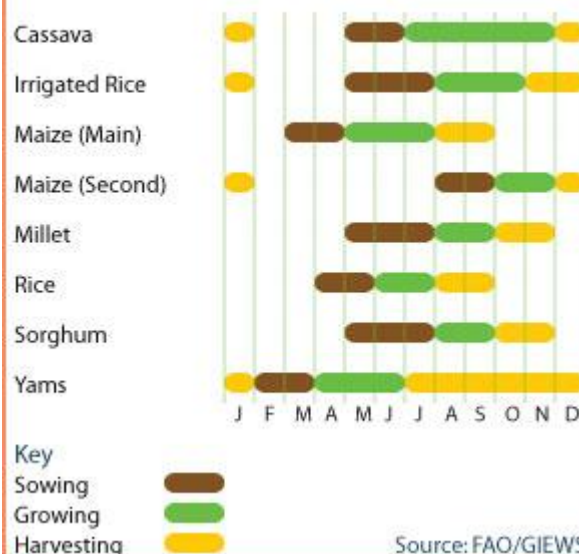 Cassava
Irrigated Rice
Maize (Main)
Maize (Second)
Millet
Rice
Sorghum
Yams
J F M A M J J A S O N D
Key
Sowing
Growing
Harvesting
Source: FAO/GIEWS